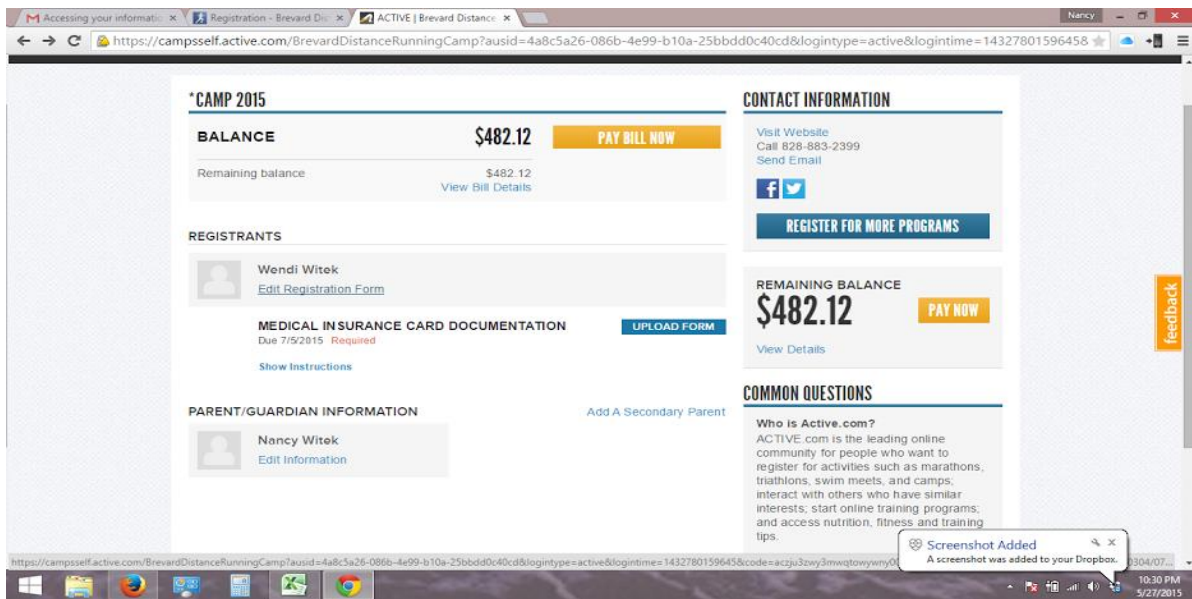 Accessing your informatio
Registration - Brevard Di
ACTIVE | Brevard Distance
Nancy
https://campsself.active.com/BrevardDistanceRunningCamp?ausid=4a8c5a26-086b-4e99-b10a-25bbdd0c40cd&logintype=active&logintime=14327801596458
*CAMP 2015
BALANCE $482.12 PAY BILL NOW
Remaining balance $482.12
View Bill Details
REGISTRANTS
Wendi Witek
Edit Registration Form
MEDICAL INSURANCE CARD DOCUMENTATION UPLOAD FORM
Due 7/5/2015 Required
Show Instructions
PARENT/GUARDIAN INFORMATION Add A Secondary Parent
Nancy Witek
Edit Information
CONTACT INFORMATION
Visit Website
Call 828-883-2399
Send Email
REGISTER FOR MORE PROGRAMS
REMAINING BALANCE
$482.12 PAY NOW
View Details
COMMON QUESTIONS
Who is Active.com?
ACTIVE.com is the leading online
community for people who want to
register for activities such as marathons,
triathlons, swim meets, and camps;
interact with others who have similar
interests; start online training programs;
and access nutrition, fitness and training
tips.
feedback
Screenshot Added
A screenshot was added to your Dropbox.
10:30 PM
5/27/2015